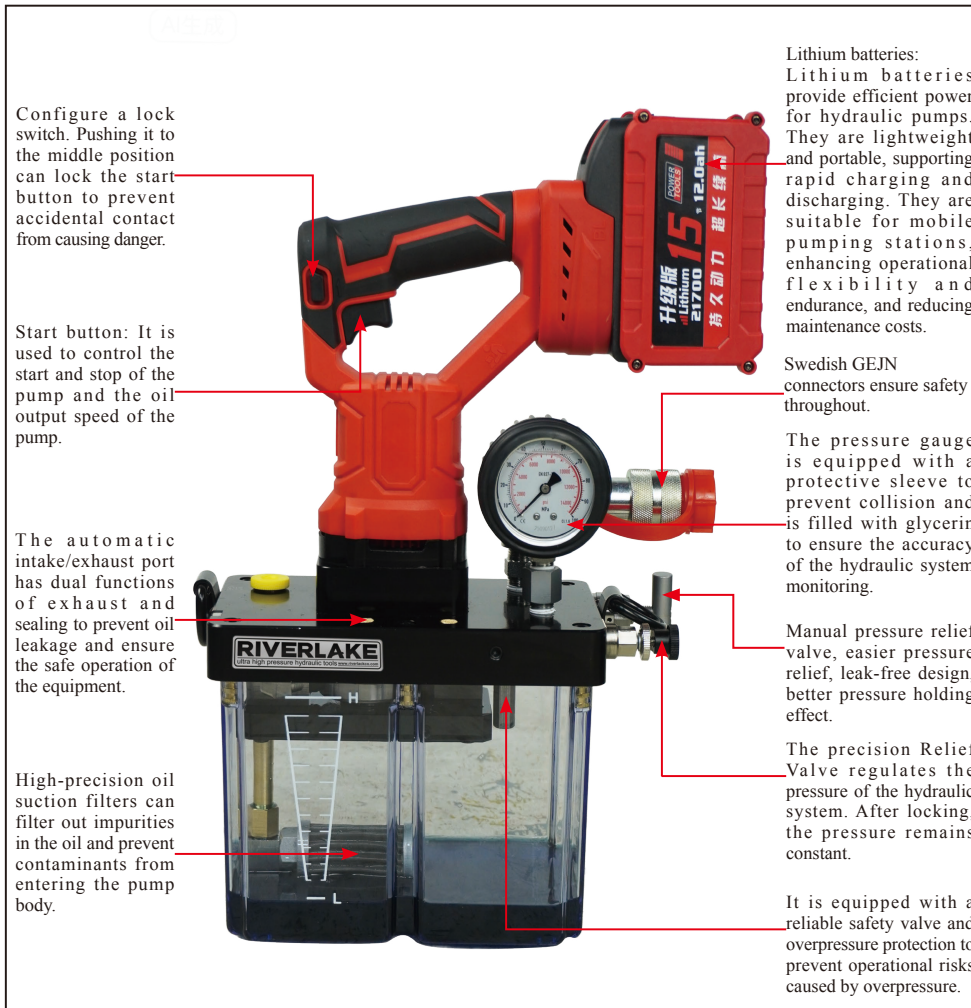 AI生成
Configure a lock
switch. Pushing it to
the middle position
can lock the start
button to prevent
accidental contact
from causing danger.
Start button: It is
used to control the
start and stop of the
pump and the oil
output speed of the
pump.
The automatic
intake/exhaust port
has dual functions
of exhaust and
sealing to prevent oil
leakage and ensure
the safe operation of
the equipment.
High-precision oil
suction filters can
filter out impurities
in the oil and prevent
contaminants from
entering the pump
body.
POWER
TOOLS
升级版
Lithium
21700
15
节
12.0ah
持久动力 超长续
MPa
RIVERLAKE
ultra high pressure hydraulic tools
H
L
Lithium batteries:
Lithium batteries
provide efficient power
for hydraulic pumps.
They are lightweight
and portable, supporting
rapid charging and
discharging. They are
suitable for mobile
pumping stations,
enhancing operational
flexibility and
endurance, and reducing
maintenance costs.
Swedish GEJN
connectors ensure safety
throughout.
The pressure gauge
is equipped with a
protective sleeve to
prevent collision and
is filled with glycerin
to ensure the accuracy
of the hydraulic system
monitoring.
Manual pressure relief
valve, easier pressure
relief, leak-free design,
better pressure holding
effect.
The precision Relief
Valve regulates the
pressure of the hydraulic
system. After locking,
the pressure remains
constant.
It is equipped with a
reliable safety valve and
overpressure protection to
prevent operational risks
caused by overpressure.